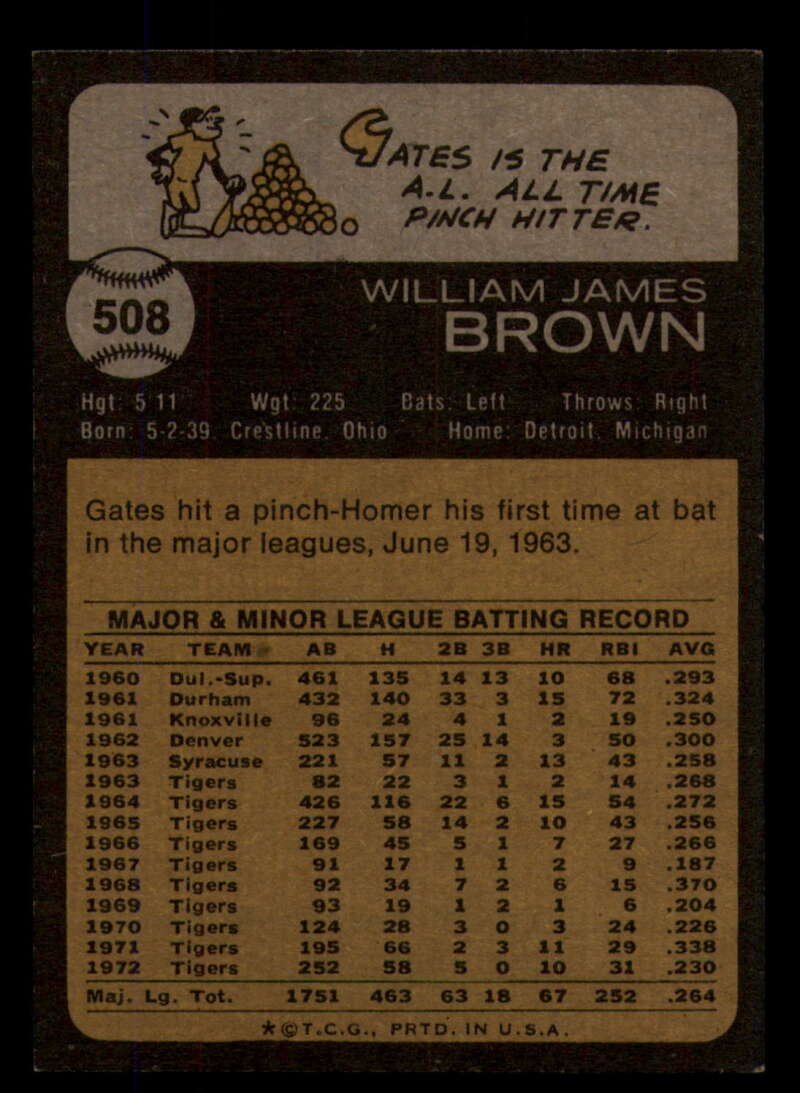 GATES IS THE
A.L. ALL TIME
PINCH HITTER.
508
WILLIAM JAMES
BROWN
Hgt: 5 11 Wgt: 225 Bats: Left Throws: Right
Born: 5-2-39 Crestline, Ohio Home: Detroit, Michigan
Gates hit a pinch-Homer his first time at bat
in the major leagues, June 19, 1963.
MAJOR & MINOR LEAGUE BATTING RECORD
YEAR TEAM AB H 2B 3B HR RBI AVG
1960 Dul.-Sup. 461 135 14 13 10 68 .293
1961 Durham 432 140 33 3 15 72 .324
1961 Knoxville 96 24 4 1 2 19 .250
1962 Denver 523 157 25 14 3 50 .300
1963 Syracuse 221 57 11 2 13 43 .258
1963 Tigers 82 22 3 1 2 14 .268
1964 Tigers 426 116 22 6 15 54 .272
1965 Tigers 227 58 14 2 10 43 .256
1966 Tigers 169 45 5 1 7 27 .266
1967 Tigers 91 17 1 1 2 9 .187
1968 Tigers 92 34 7 2 6 15 .370
1969 Tigers 93 19 1 2 1 6 .204
1970 Tigers 124 28 3 0 3 24 .226
1971 Tigers 195 66 2 3 11 29 .338
1972 Tigers 252 58 5 0 10 31 .230
Maj. Lg. Tot. 1751 463 63 18 67 252 .264
*©T.C.G., PRTD. IN U.S.A.